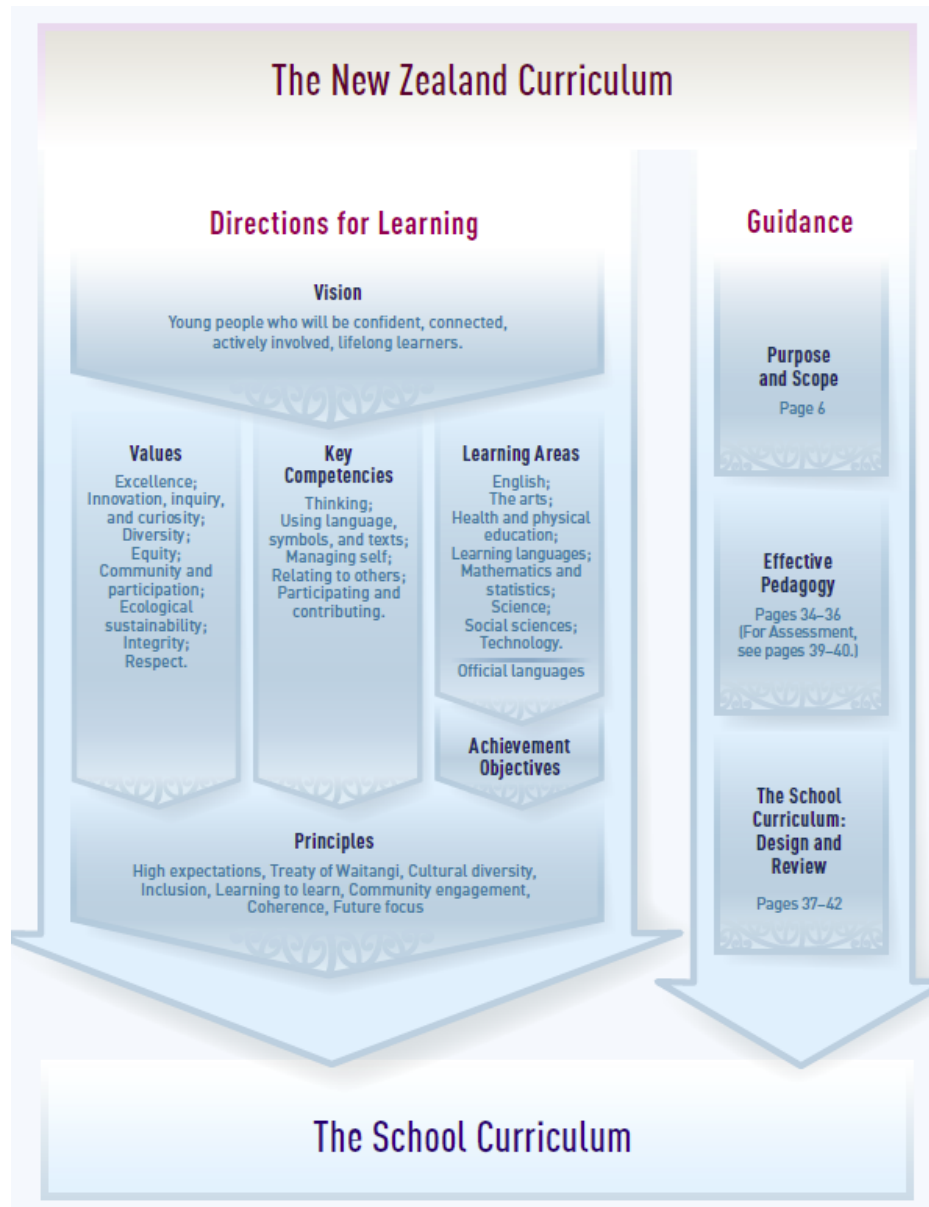 The New Zealand Curriculum
Directions for Learning
Vision
Young people who will be confident, connected,
actively involved, lifelong learners.
Values
Excellence;
Innovation, inquiry,
and curiosity;
Diversity;
Equity;
Community and
participation;
Ecological
sustainability;
Integrity;
Respect.
Key
Competencies
Thinking;
Using language,
symbols, and texts;
Managing self;
Relating to others;
Participating and
contributing.
Learning Areas
English;
The arts;
Health and physical
education;
Learning languages;
Mathematics and
statistics;
Science;
Social sciences;
Technology.
Official languages
Achievement
Objectives
Principles
High expectations, Treaty of Waitangi, Cultural diversity,
Inclusion, Learning to learn, Community engagement,
Coherence, Future focus
Guidance
Purpose
and Scope
Page 6
Effective
Pedagogy
Pages 34–36
(For Assessment,
see pages 39–40.)
The School
Curriculum:
Design and
Review
Pages 37–42
The School Curriculum